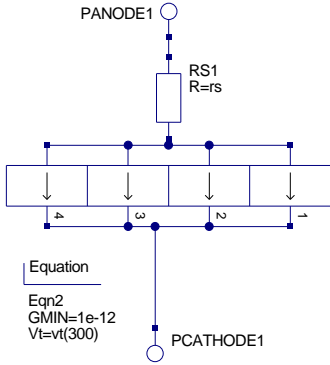 PANODE1
RS1
R=rs
4 3 2 1
Equation
Eqn2
GMIN=1e-12
Vt=vt(300)
PCATHODE1